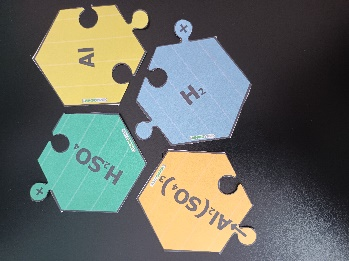 Al
+
H₂
+
H₂SO₄
→Al₂(SO₄)₃